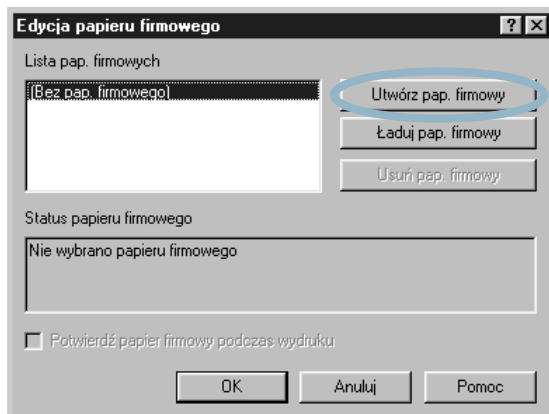 Edycja papieru firmowego
Lista pap. firmowych
(Bez pap. firmowego)
Utwórz pap. firmowy
Ładuj pap. firmowy
Usuń pap. firmowy
Status papieru firmowego
Nie wybrano papieru firmowego
Potwierdź papier firmowy podczas wydruku
OK Anuluj Pomoc